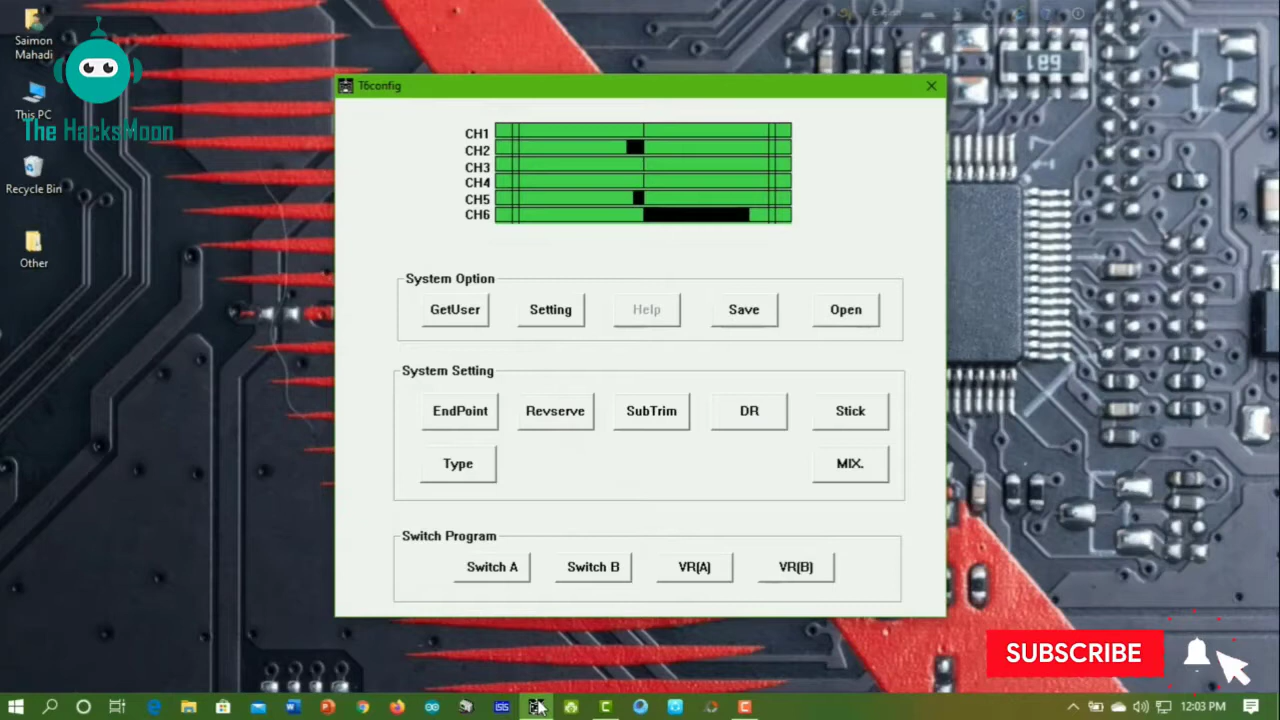 Saimon
Mahadi
This PC
The HacksMoon
Recycle Bin
Other
T6config
CH1
CH2
CH3
CH4
CH5
CH6
System Option
GetUser
Setting
Help
Save
Open
System Setting
EndPoint
Revserve
SubTrim
DR
Stick
Type
MIX.
Switch Program
Switch A
Switch B
VR(A)
VR(B)
SUBSCRIBE
ISIS
12:03 PM